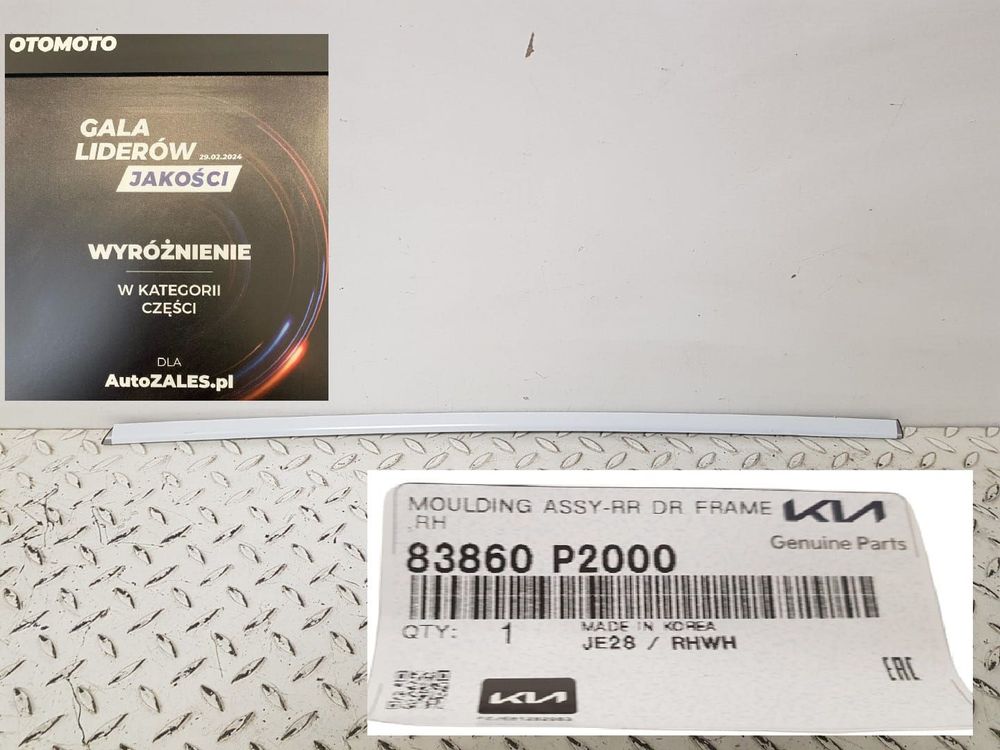 OTOMOTO
GALA
LIDERÓW 29.02.2024
JAKOŚCI
WYRÓŻNIENIE
W KATEGORII
CZĘŚCI
DLA
AutoZALES.pl
MOULDING ASSY-RR DR FRAME KIA
,RH
Genuine Parts
83860 P2000
QTY: 1 MADE IN KOREA
JE28 / RHWH
EAC
KIA